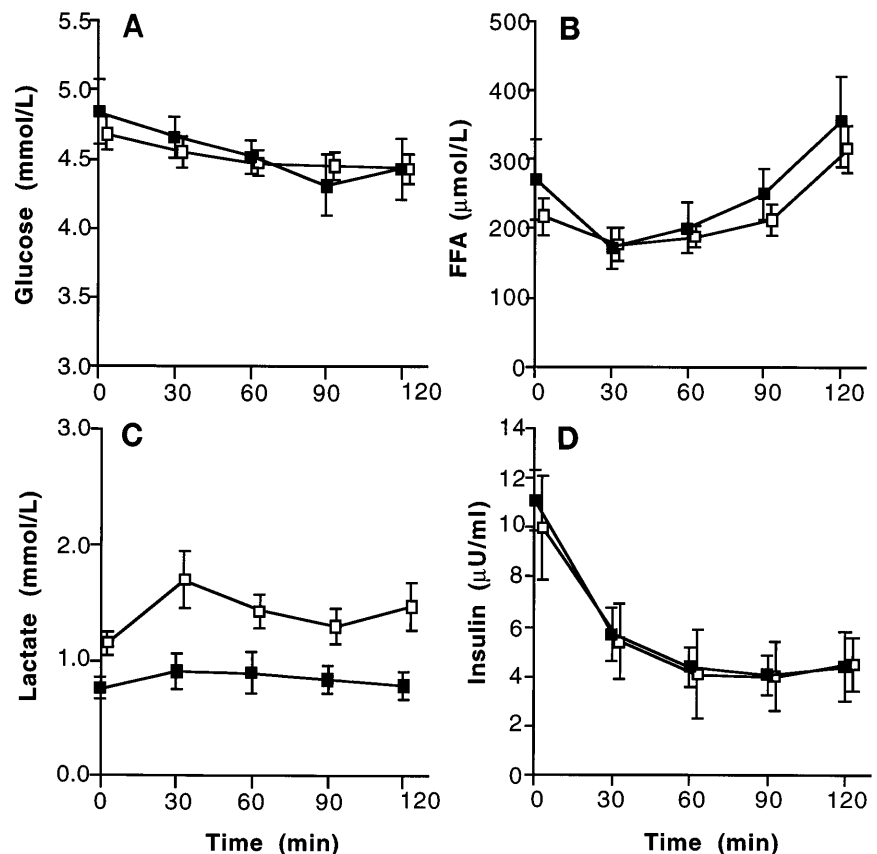 A
Glucose (mmol/L)
5.5
5.0
4.5
4.0
3.5
3.0
0 30 60 90 120
B
FFA (μmol/L)
500
400
300
200
100
0
0 30 60 90 120
C
Lactate (mmol/L)
3.0
2.0
1.0
0.0
0 30 60 90 120
Time (min)
D
Insulin (μU/ml)
14
12
10
8
6
4
2
0
0 30 60 90 120
Time (min)